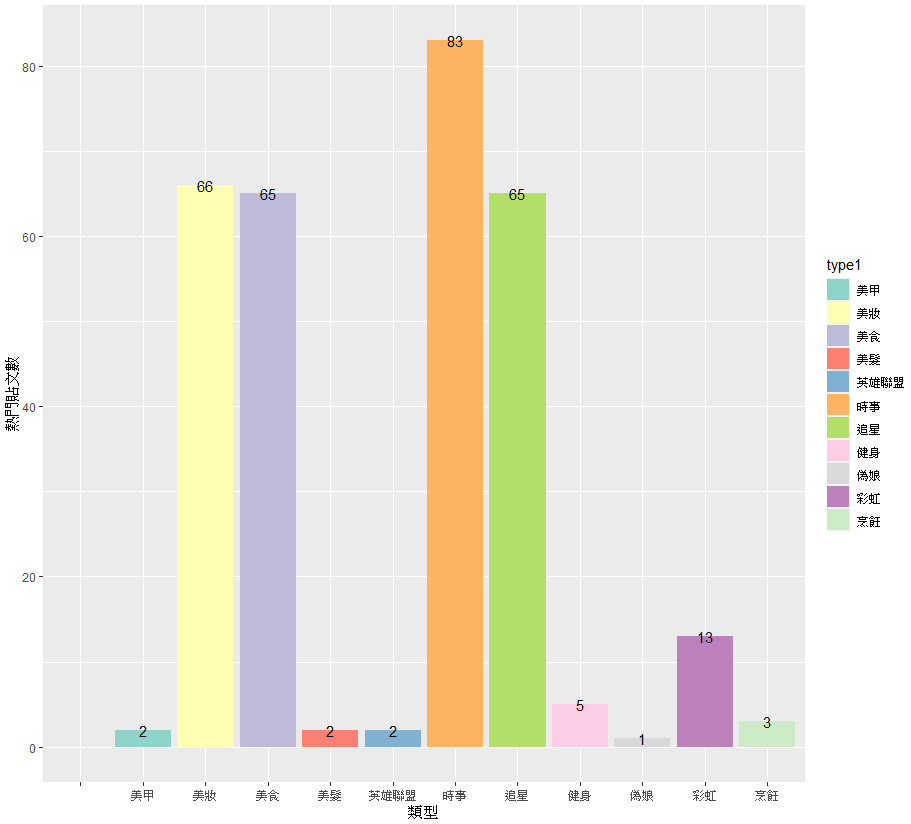 熱門貼文數
80
60
40
20
0
2
66
65
2
2
83
65
5
1
13
3
美甲
美妝
美食
美髮
英雄聯盟
時事
追星
健身
偽娘
彩虹
烹飪
類型
type1
美甲
美妝
美食
美髮
英雄聯盟
時事
追星
健身
偽娘
彩虹
烹飪